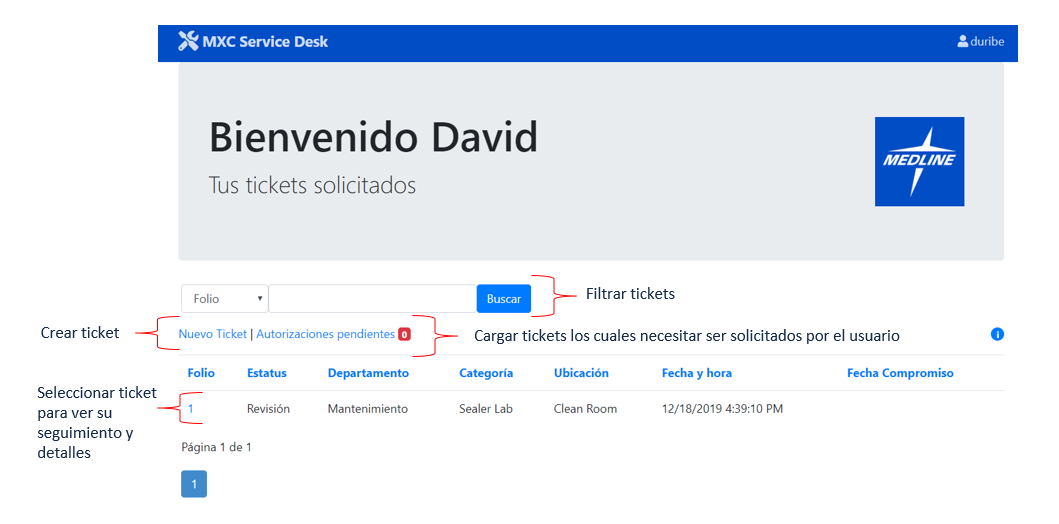 MXC Service Desk
duribe
Bienvenido David
Tus tickets solicitados
MEDLINE
Folio
Buscar
Filtrar tickets
Crear ticket
Nuevo Ticket | Autorizaciones pendientes 0
Cargar tickets los cuales necesitar ser solicitados por el usuario
Folio Estatus Departamento Categoría Ubicación Fecha y hora Fecha Compromiso
Seleccionar ticket
para ver su
seguimiento y
detalles
1 Revisión Mantenimiento Sealer Lab Clean Room 12/18/2019 4:39:10 PM
Página 1 de 1
1